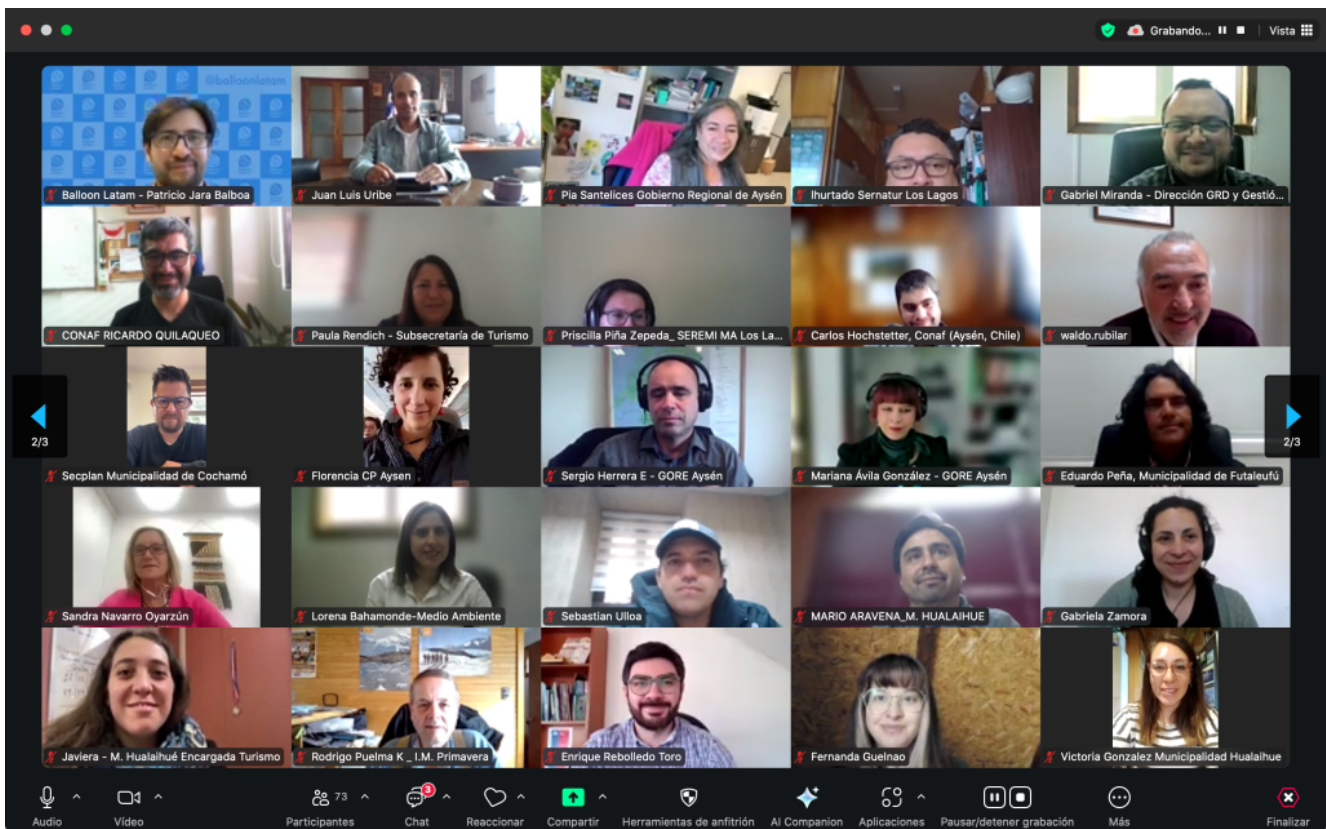 Grabando...
Vista
@balloonlatam
Balloon Latam - Patricio Jara Balboa
Juan Luis Uribe
Pia Santelices Gobierno Regional de Aysén
lhurtado Sernatur Los Lagos
Gabriel Miranda - Dirección GRD y Gestió...
CONAF RICARDO QUILAQUEO
Paula Rendich - Subsecretaría de Turismo
Priscilla Piña Zepeda_ SEREMI MA Los La...
Carlos Hochstetter, Conaf (Aysén, Chile)
waldo.rubilar
2/3
Secplan Municipalidad de Cochamó
Florencia CP Aysen
Sergio Herrera E - GORE Aysén
Mariana Ávila González - GORE Aysén
Eduardo Peña, Municipalidad de Futaleufú
2/3
Sandra Navarro Oyarzún
Lorena Bahamonde-Medio Ambiente
Sebastian Ulloa
MARIO ARAVENA_M. HUALAIHUE
Gabriela Zamora
Javiera - M. Hualaihué Encargada Turismo
Rodrigo Puelma K _ I.M. Primavera
Enrique Rebolledo Toro
Fernanda Guelnao
Victoria Gonzalez Municipalidad Hualaihue
73
3
Audio
Vídeo
Participantes
Chat
Reaccionar
Compartir
Herramientas de anfitrión
AI Companion
Aplicaciones
Pausar/detener grabación
Más
Finalizar